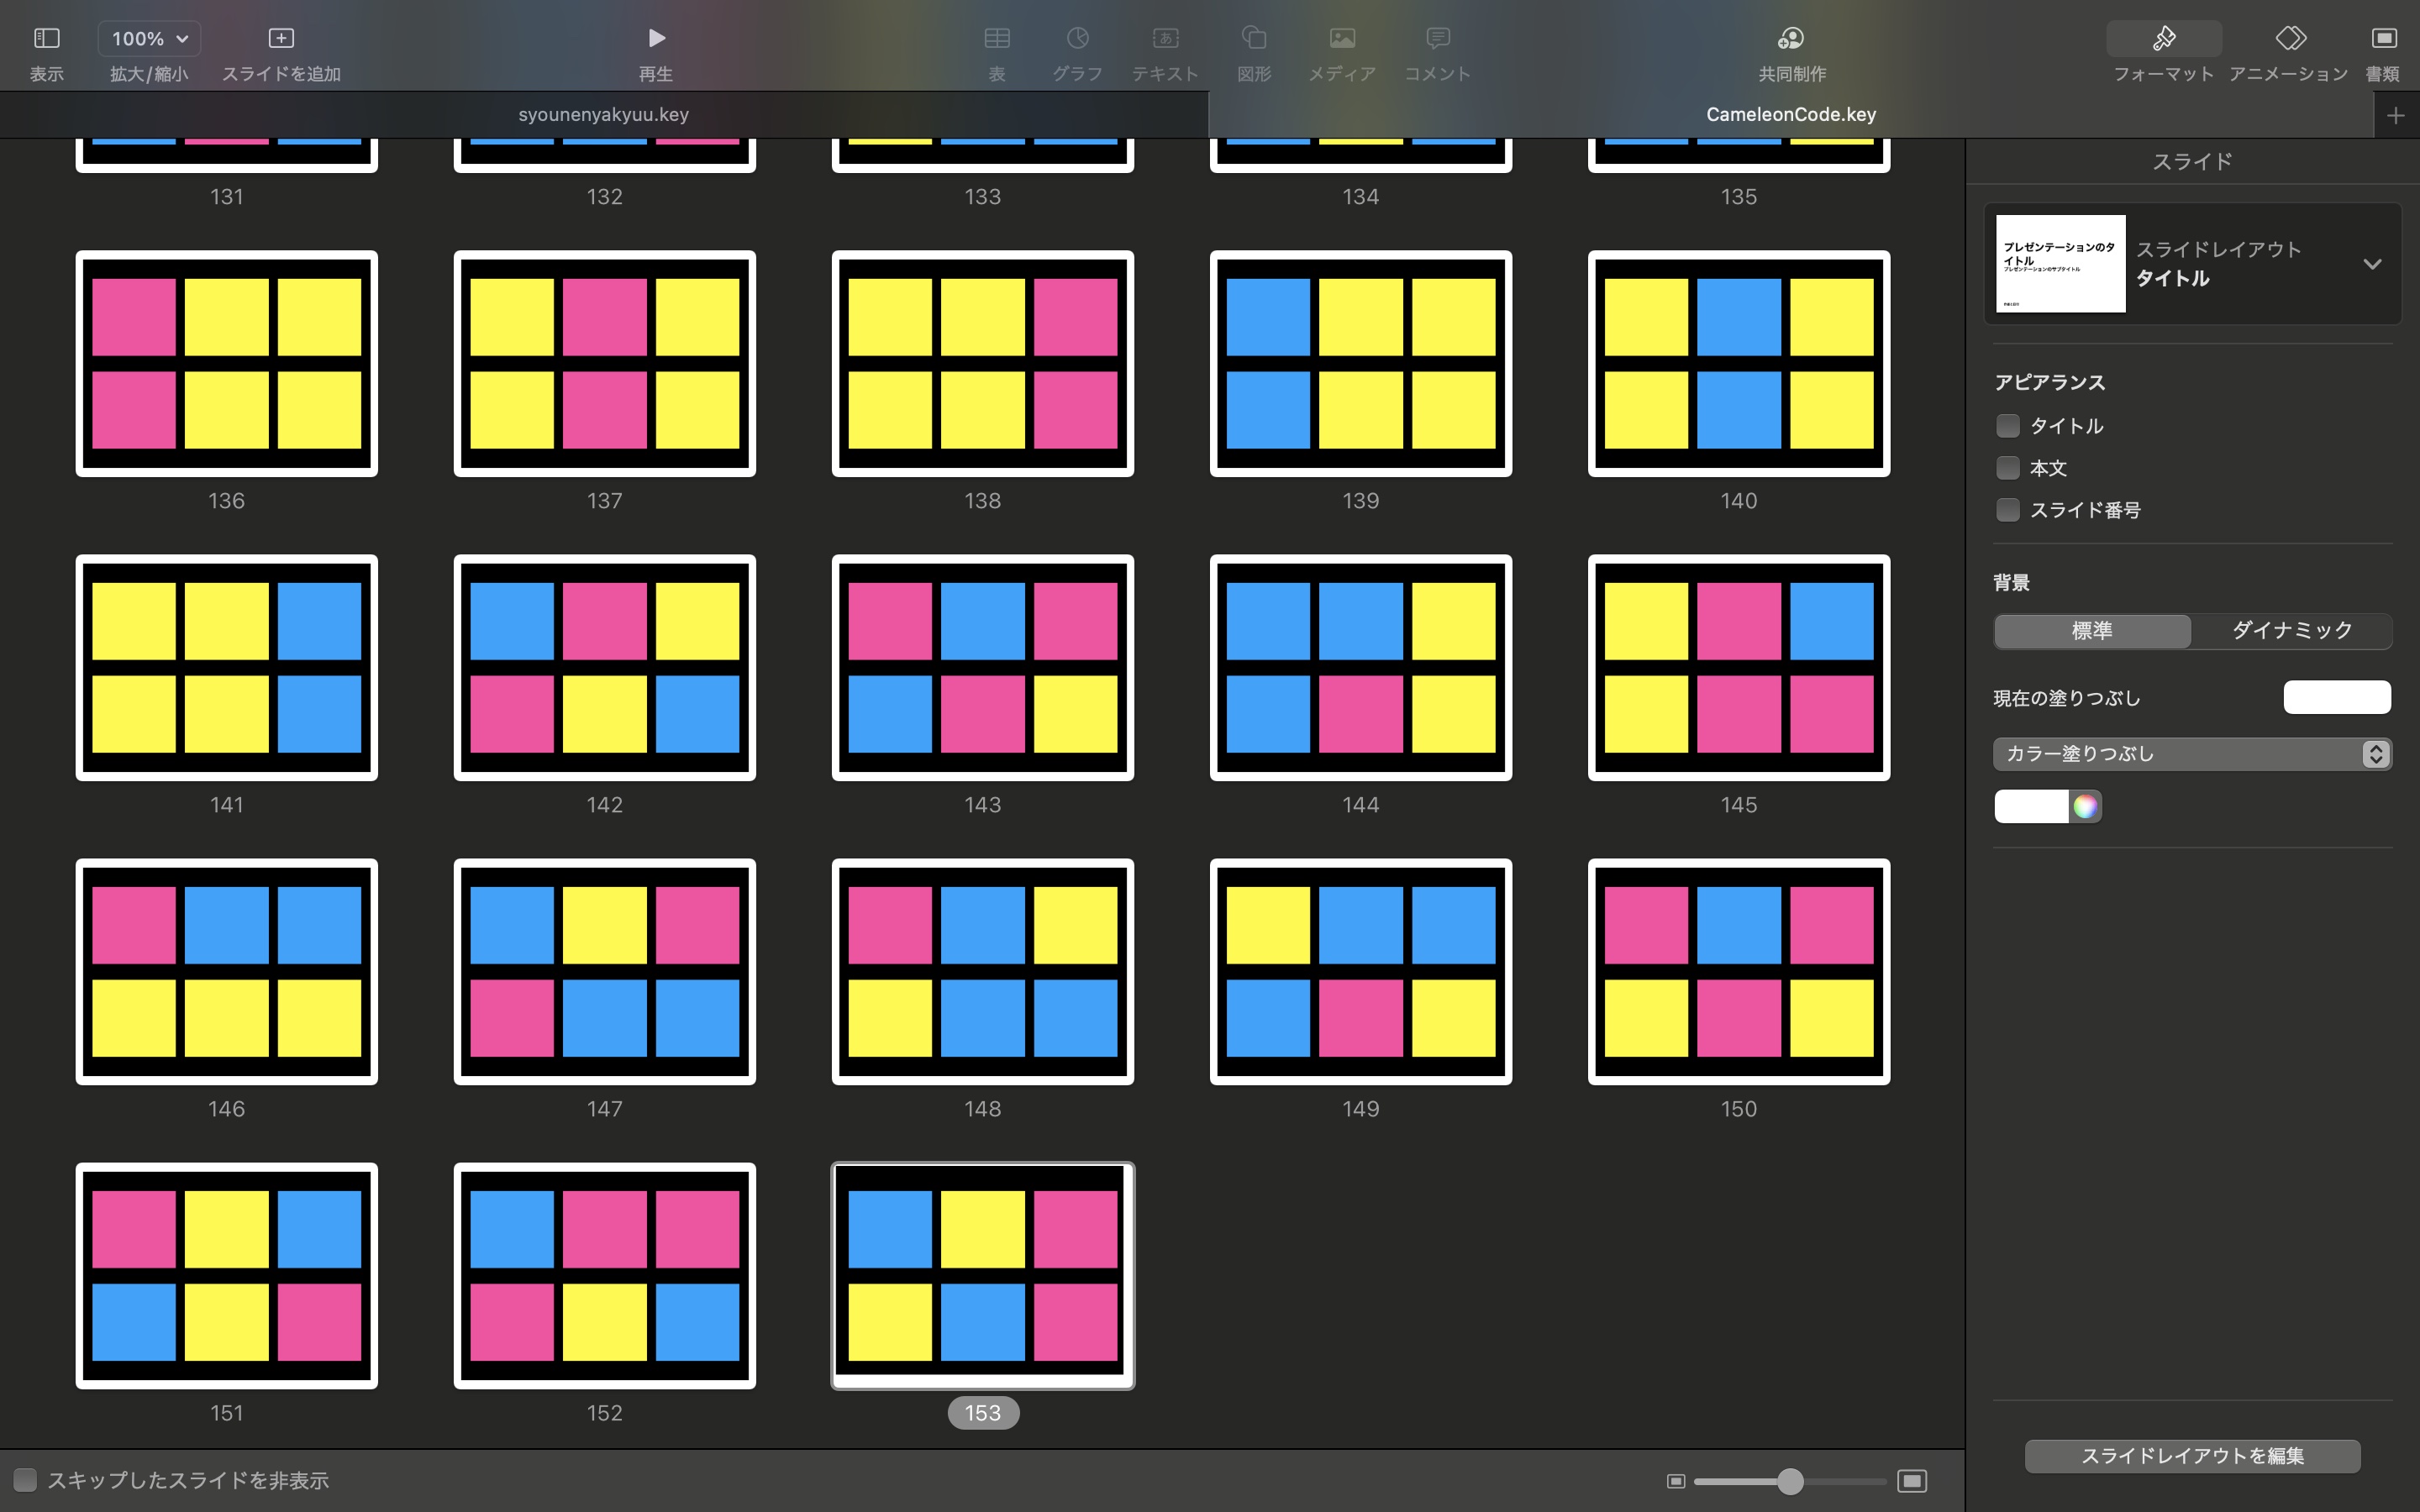 100%
表示
拡大/縮小
スライドを追加
再生
表
グラフ
あ
テキスト
図形
メディア
コメント
共同制作
フォーマット
アニメーション
書類
syounenyakyuu.key
CameleonCode.key
131
132
133
134
135
136
137
138
139
140
141
142
143
144
145
146
147
148
149
150
151
152
153
スキップしたスライドを非表示
スライド
プレゼンテーションのタ
イトル
プレゼンテーションのサブタイトル
スライドレイアウト
タイトル
アピアランス
タイトル
本文
スライド番号
背景
標準
ダイナミック
現在の塗りつぶし
カラー塗りつぶし
スライドレイアウトを編集